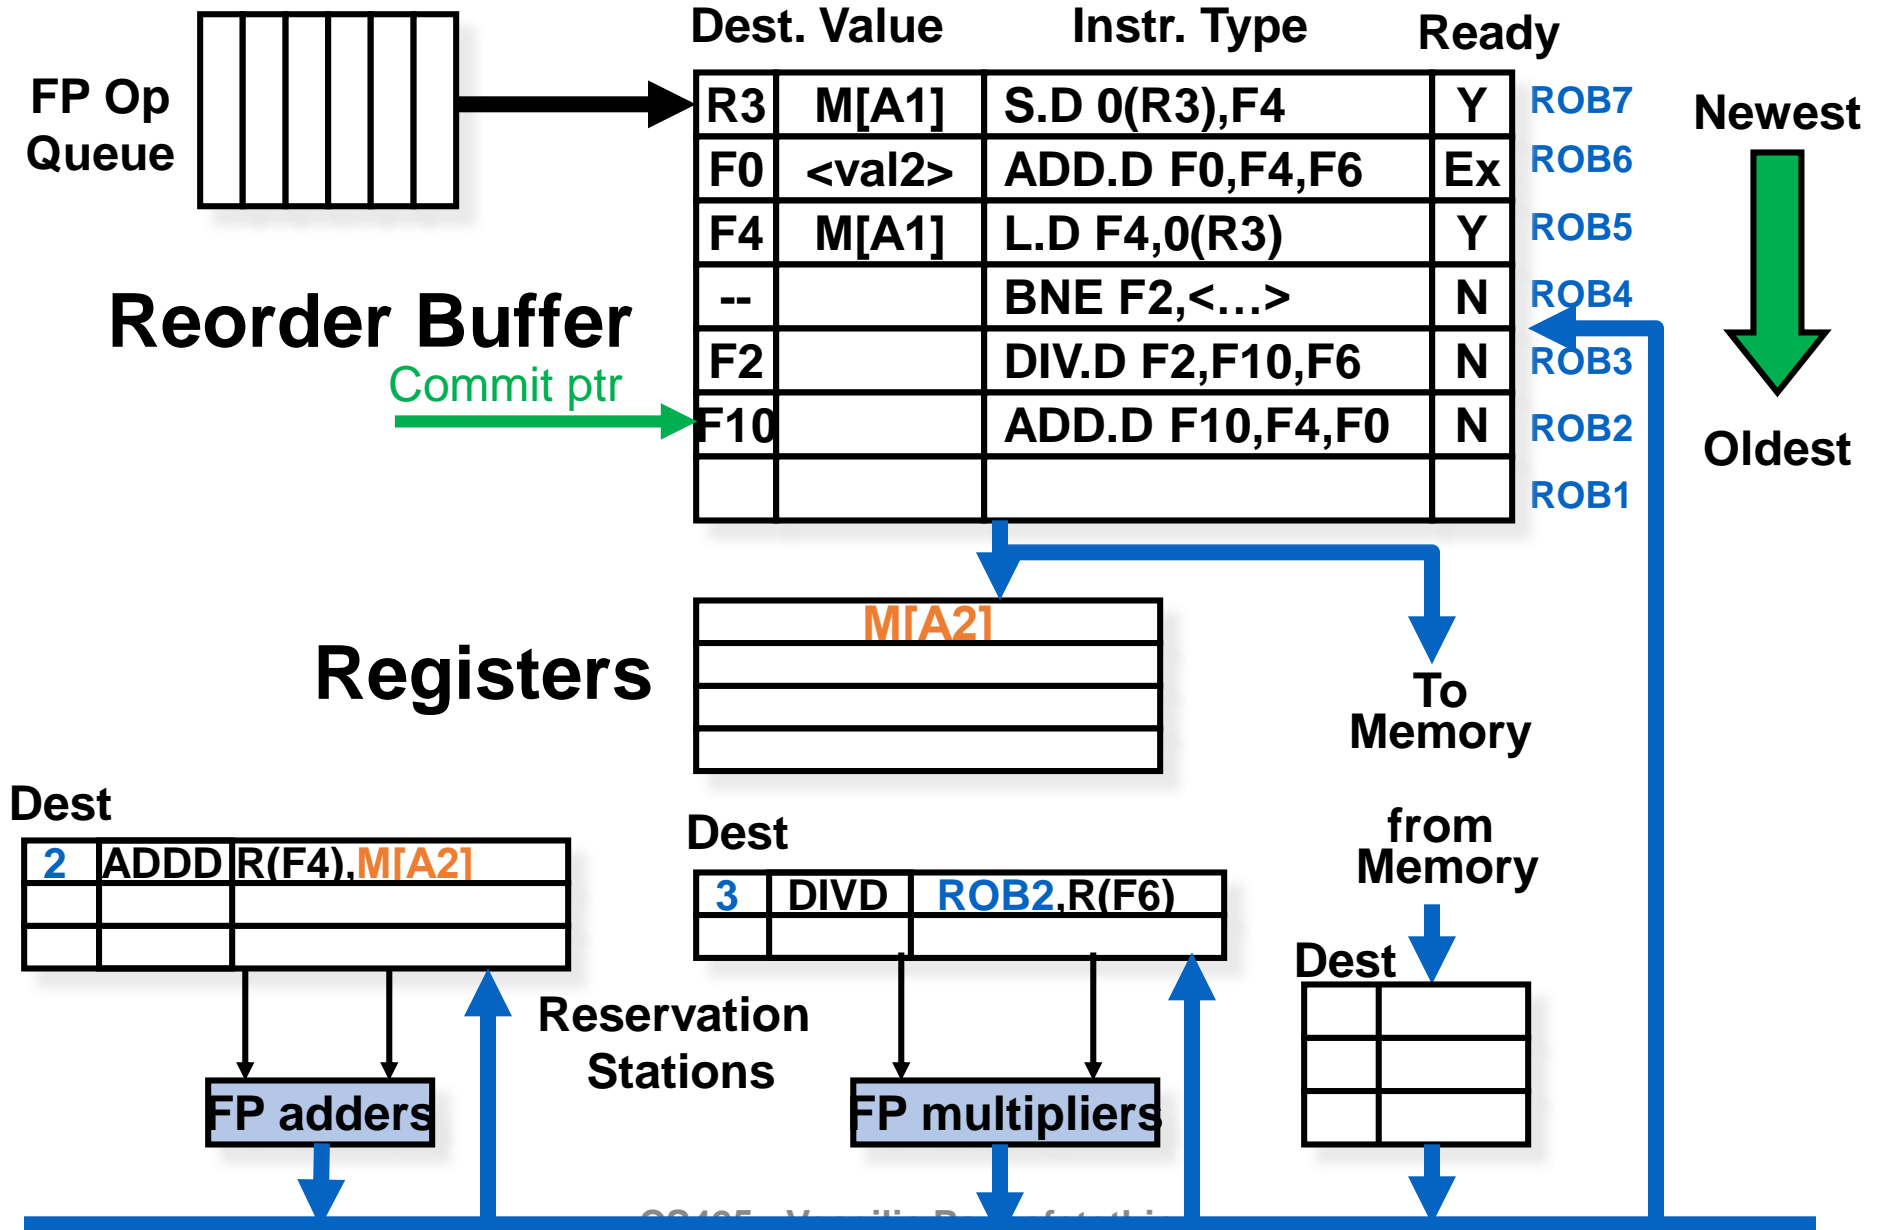 Dest. Value Instr. Type Ready
FP Op
Queue
R3 M[A1] S.D 0(R3),F4 Y ROB7
F0 <val2> ADD.D F0,F4,F6 Ex ROB6
F4 M[A1] L.D F4,0(R3) Y ROB5
-- BNE F2,<…> N ROB4
F2 DIV.D F2,F10,F6 N ROB3
F10 ADD.D F10,F4,F0 N ROB2
ROB1
Newest
Oldest
Reorder Buffer
Commit ptr
Registers
M[A2]
To
Memory
Dest
2 ADDD R(F4),M[A2]
Dest
3 DIVD ROB2,R(F6)
from
Memory
Dest
Reservation
Stations
FP adders
FP multipliers